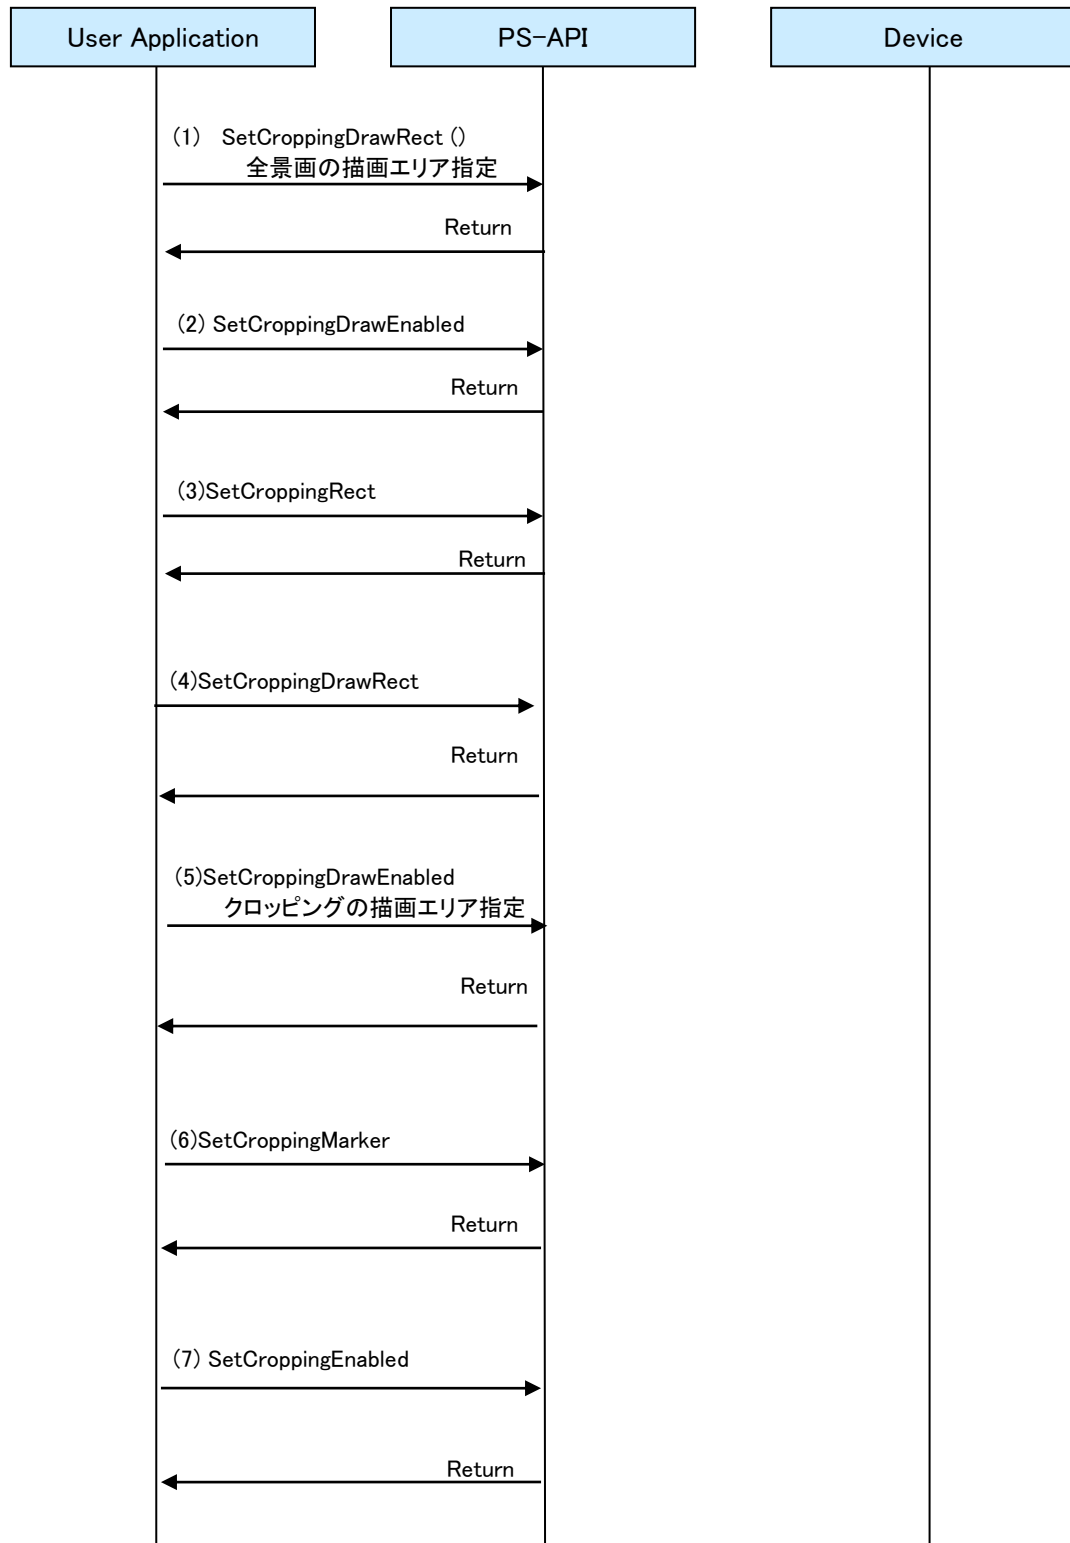 User Application
PS-API
Device
(1) SetCroppingDrawRect ()
全景画の描画エリア指定
Return
(2) SetCroppingDrawEnabled
Return
(3)SetCroppingRect
Return
(4)SetCroppingDrawRect
Return
(5)SetCroppingDrawEnabled
クロッピングの描画エリア指定
Return
(6)SetCroppingMarker
Return
(7) SetCroppingEnabled
Return